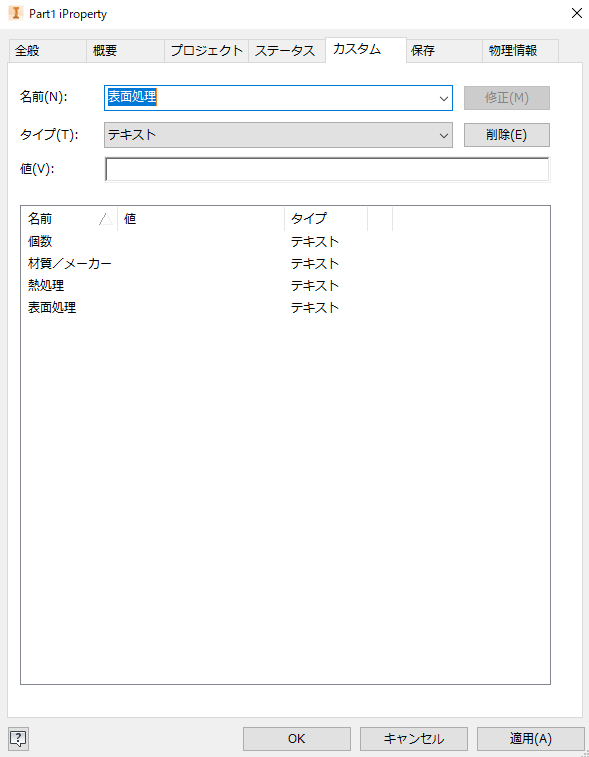 Part1 iProperty
全般 概要 プロジェクト ステータス カスタム 保存 物理情報
名前(N): 表面処理 修正(M)
タイプ(T): テキスト 削除(E)
値(V):
名前 値 タイプ
個数 テキスト
材質／メーカー テキスト
熱処理 テキスト
表面処理 テキスト
OK キャンセル 適用(A)